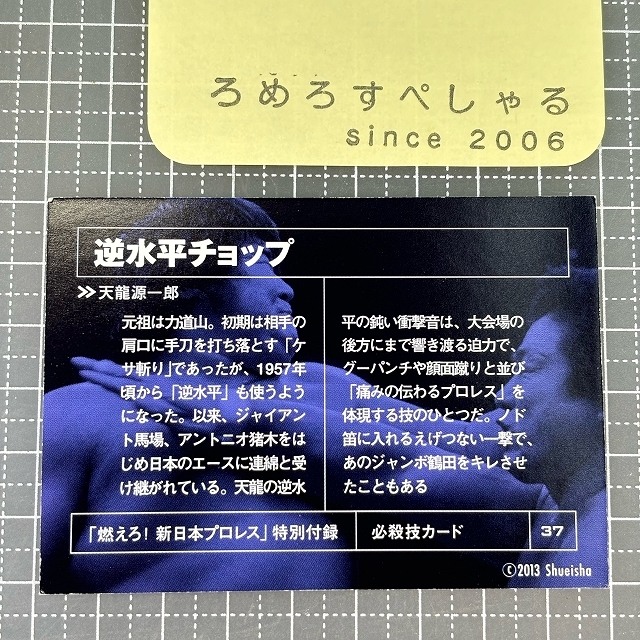 ろめろすぺしゃる
since 2006
逆水平チョップ
≫天龍源一郎
元祖は力道山。初期は相手の
肩口に手刀を打ち落とす「ケ
サ斬り」であったが、1957年
頃から「逆水平」も使うよう
になった。以来、ジャイアン
ト馬場、アントニオ猪木をは
じめ日本のエースに連綿と受
け継がれている。天龍の逆水
平の鈍い衝撃音は、大会場の
後方にまで響き渡る迫力で、
グーパンチや顔面蹴りと並び
「痛みの伝わるプロレス」を
体現する技のひとつだ。ノド
笛に入れるえげつない一撃で、
あのジャンボ鶴田をキレさせ
たこともある
「燃えろ！新日本プロレス」特別付録
必殺技カード
37
©2013 Shueisha